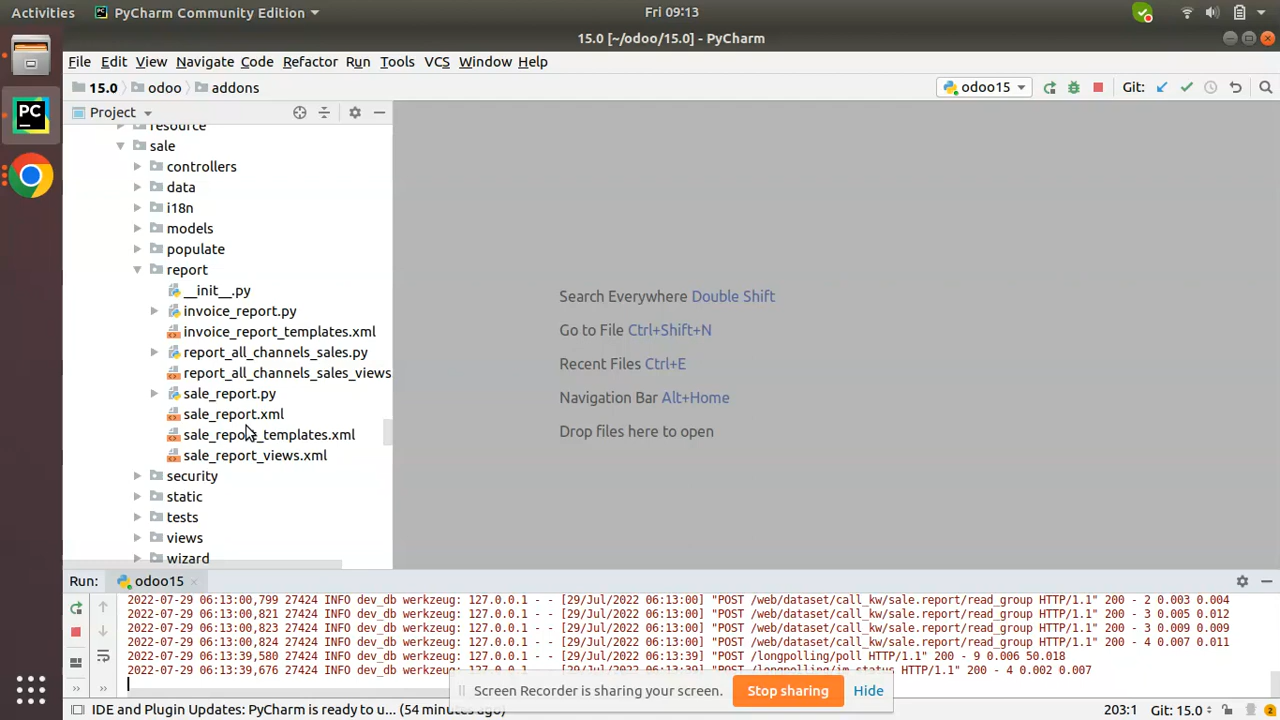 Activities PyCharm Community Edition Fri 09:13
15.0 [~/odoo/15.0] - PyCharm
File Edit View Navigate Code Refactor Run Tools VCS Window Help
15.0 odoo addons odoo15 Git:
Project
resource
sale
controllers
data
i18n
models
populate
report
__init__.py
invoice_report.py
invoice_report_templates.xml
report_all_channels_sales.py
report_all_channels_sales_views
sale_report.py
sale_report.xml
sale_report_templates.xml
sale_report_views.xml
security
static
tests
views
wizard
Search Everywhere Double Shift
Go to File Ctrl+Shift+N
Recent Files Ctrl+E
Navigation Bar Alt+Home
Drop files here to open
Run: odoo15
2022-07-29 06:13:00,799 27424 INFO dev_db werkzeug: 127.0.0.1 - - [29/Jul/2022 06:13:00] "POST /web/dataset/call_kw/sale.report/read_group HTTP/1.1" 200 - 2 0.003 0.004
2022-07-29 06:13:00,821 27424 INFO dev_db werkzeug: 127.0.0.1 - - [29/Jul/2022 06:13:00] "POST /web/dataset/call_kw/sale.report/read_group HTTP/1.1" 200 - 3 0.005 0.012
2022-07-29 06:13:00,823 27424 INFO dev_db werkzeug: 127.0.0.1 - - [29/Jul/2022 06:13:00] "POST /web/dataset/call_kw/sale.report/read_group HTTP/1.1" 200 - 3 0.009 0.009
2022-07-29 06:13:00,824 27424 INFO dev_db werkzeug: 127.0.0.1 - - [29/Jul/2022 06:13:00] "POST /web/dataset/call_kw/sale.report/read_group HTTP/1.1" 200 - 4 0.007 0.011
2022-07-29 06:13:39,580 27424 INFO dev_db werkzeug: 127.0.0.1 - - [29/Jul/2022 06:13:39] "POST /longpolling/poll HTTP/1.1" 200 - 9 0.006 50.018
2022-07-29 06:13:39,676 27424 INFO dev_db werkzeug: 127.0.0.1 - - [29/Jul/2022 06:13:39] "POST /longpolling/im_status HTTP/1.1" 200 - 4 0.002 0.007
Screen Recorder is sharing your screen. Stop sharing Hide
IDE and Plugin Updates: PyCharm is ready to u... (54 minutes ago) 203:1 Git: 15.0 2